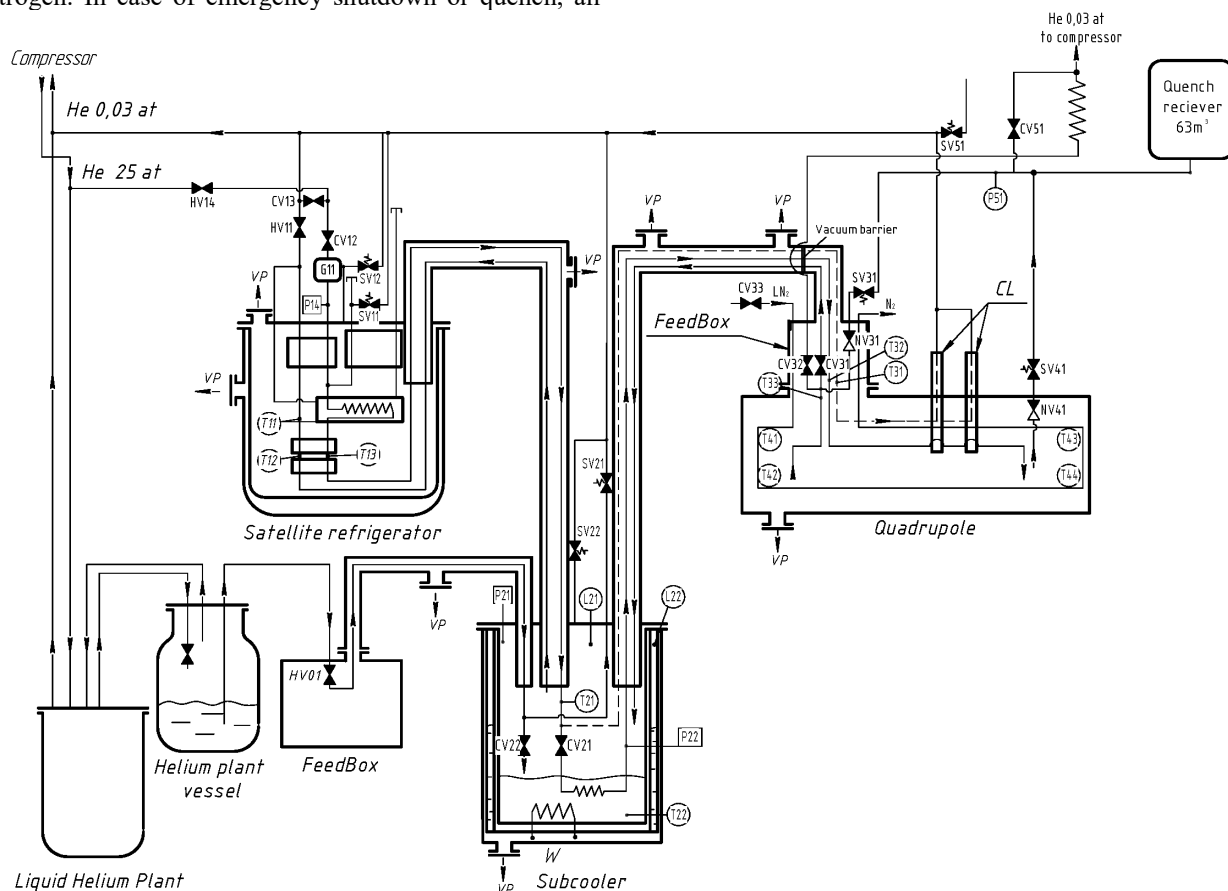 trogen. In case of emergency shutdown or quench, all
He 0,03 at
to compressor
Compressor
He 0,03 at
Quench
reciever
63m³
CV51
SV51
He 25 at
HV14
CV13
HV11
CV12
P51
VP
VP
Vacuum barrier
G11
SV12
VP
VP
P14
SV11
SV31
CV33
LN₂
N₂
CL
FeedBox
NV31
T32
CV32
CV31
T31
T33
SV41
NV41
VP
T11
T12
T13
T41
T43
T42
T44
SV21
Satellite refrigerator
Quadrupole
SV22
VP
VP
P21
L21
L22
HV01
T21
CV22
CV21
P22
Helium plant
vessel
FeedBox
T22
W
Liquid Helium Plant
VP
Subcooler